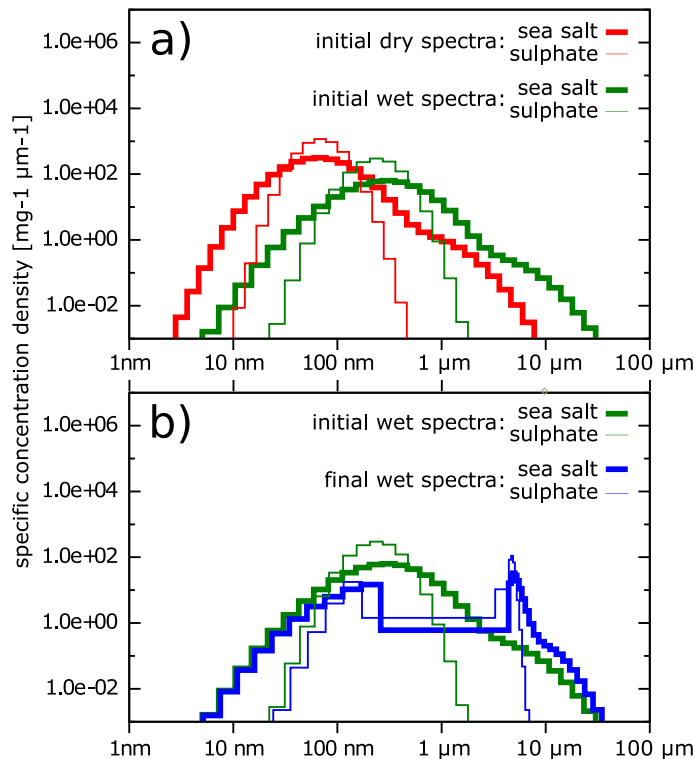 specific concentration density [mg-1 µm-1]
a)
initial dry spectra: sea salt
sulphate
initial wet spectra: sea salt
sulphate
1.0e+06
1.0e+04
1.0e+02
1.0e+00
1.0e-02
1nm 10 nm 100 nm 1 µm 10 µm 100 µm
b)
initial wet spectra: sea salt
sulphate
final wet spectra: sea salt
sulphate
1.0e+06
1.0e+04
1.0e+02
1.0e+00
1.0e-02
1nm 10 nm 100 nm 1 µm 10 µm 100 µm